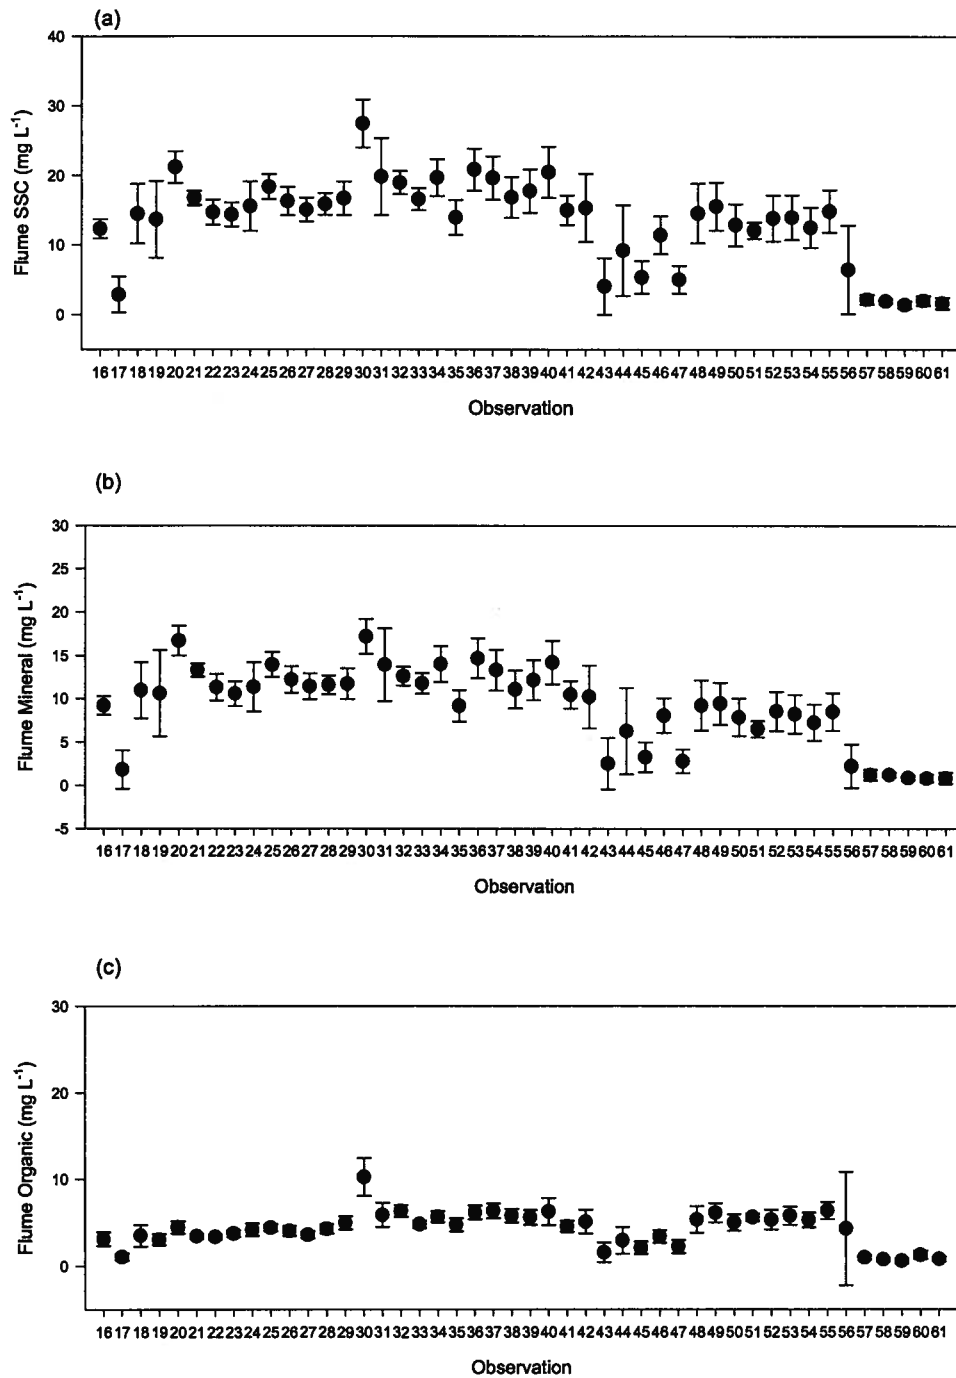 (a)
40
30
20
10
0
Flume SSC (mg L⁻¹)
16 17 18 19 20 21 22 23 24 25 26 27 28 29 30 31 32 33 34 35 36 37 38 39 40 41 42 43 44 45 46 47 48 49 50 51 52 53 54 55 56 57 58 59 60 61
Observation
(b)
30
25
20
15
10
5
0
-5
Flume Mineral (mg L⁻¹)
16 17 18 19 20 21 22 23 24 25 26 27 28 29 30 31 32 33 34 35 36 37 38 39 40 41 42 43 44 45 46 47 48 49 50 51 52 53 54 55 56 57 58 59 60 61
Observation
(c)
30
20
10
0
Flume Organic (mg L⁻¹)
16 17 18 19 20 21 22 23 24 25 26 27 28 29 30 31 32 33 34 35 36 37 38 39 40 41 42 43 44 45 46 47 48 49 50 51 52 53 54 55 56 57 58 59 60 61
Observation